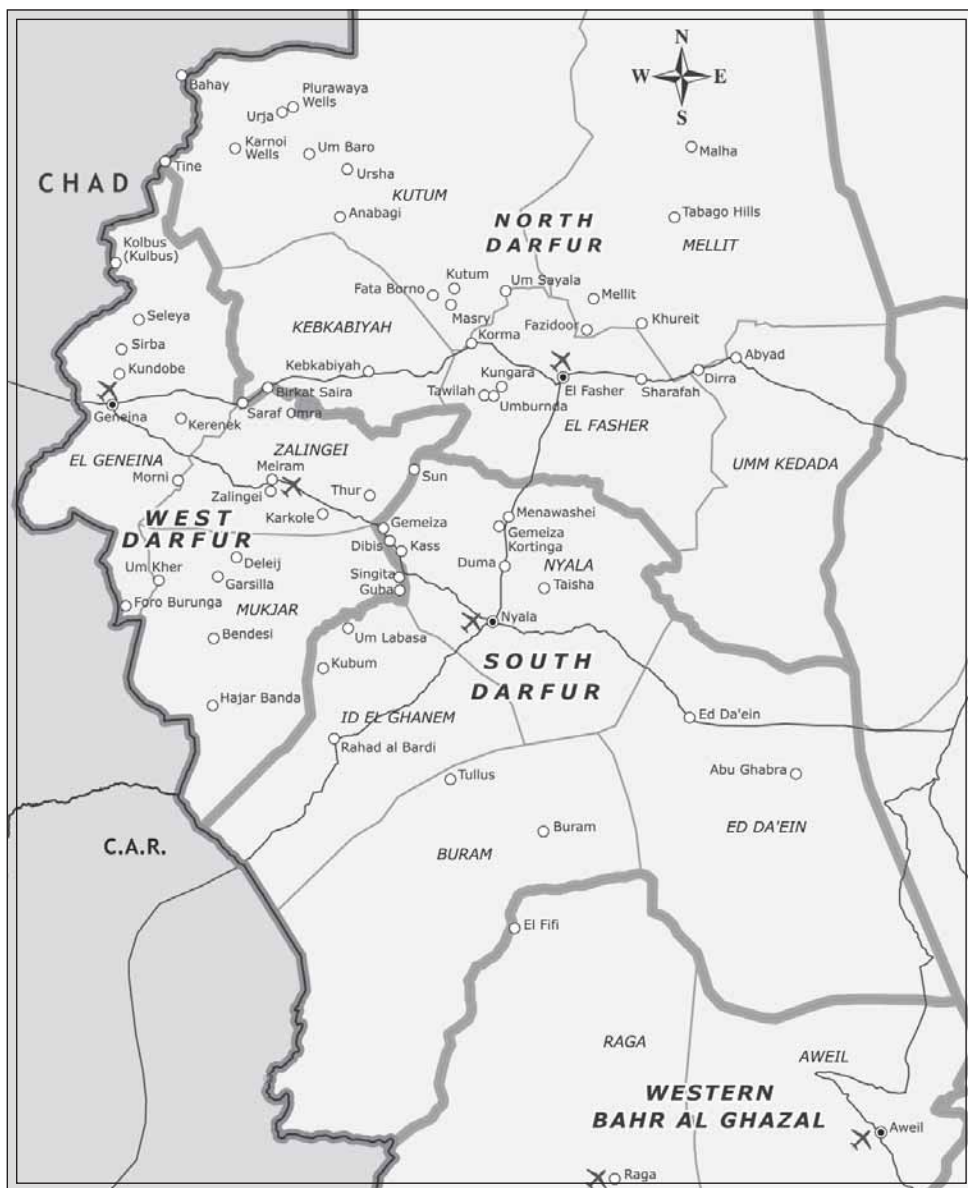 N
W E
S
Bahay
Plurawaya
Wells
Urja
Karnoi
Wells
Um Baro
Ursha
Tine
Malha
CHAD
KUTUM
Anabagi
NORTH
DARFUR
Tabago Hills
MELLIT
Kolbus
(Kulbus)
Kutum
Um Sayala
Fata Borno
Mellit
Masry
Seleya
KEBKABIYAH
Fazidoor
Khureit
Sirba
Korma
Kundobe
Kebkabiyah
Kungara
Abyad
Birkat Saira
Tawilah
El Fasher
Dirra
Umburnda
Sharafah
Geneina
Saraf Omra
Kerenek
EL FASHER
ZALINGEI
EL GENEINA
Meiram
Sun
UMM KEDADA
Morni
Zalingei
Thur
WEST
DARFUR
Karkole
Gemeiza
Menawashei
Gemeiza
Kortinga
Dibis
Kass
Deleij
Um Kher
Garsilla
Singita
Duma
NYALA
Guba
Taisha
Foro Burunga
MUKJAR
Nyala
Bendesi
Um Labasa
Kubum
SOUTH
DARFUR
Hajar Banda
ID EL GHANEM
Ed Da'ein
Rahad al Bardi
Tullus
Abu Ghabra
Buram
ED DA'EIN
C.A.R.
BURAM
El Fifi
RAGA
AWEIL
WESTERN
BAHR AL GHAZAL
Aweil
Raga